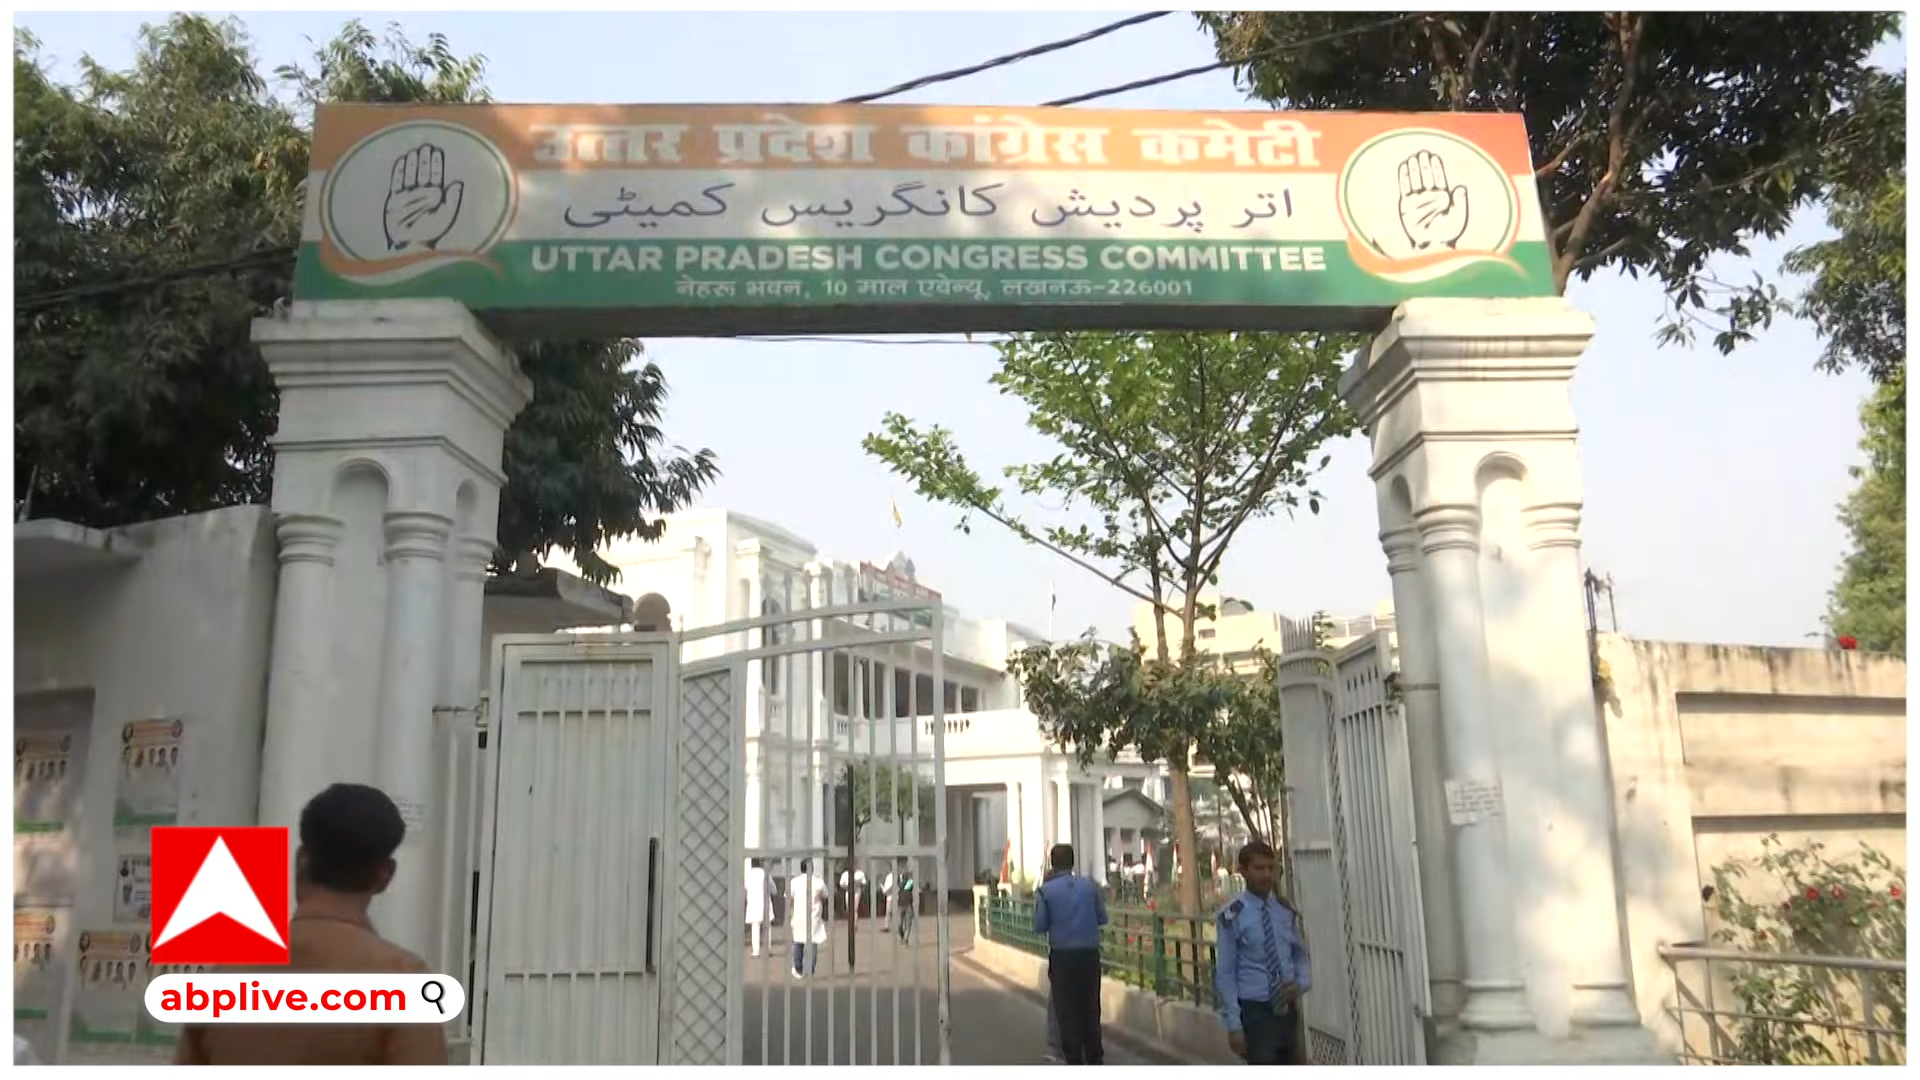 उत्तर प्रदेश कांग्रेस कमेटी
اتر پردیش کانگریس کمیٹی
UTTAR PRADESH CONGRESS COMMITTEE
नेहरू भवन, 10 माल एवेन्यू, लखनऊ-226001
abplive.com